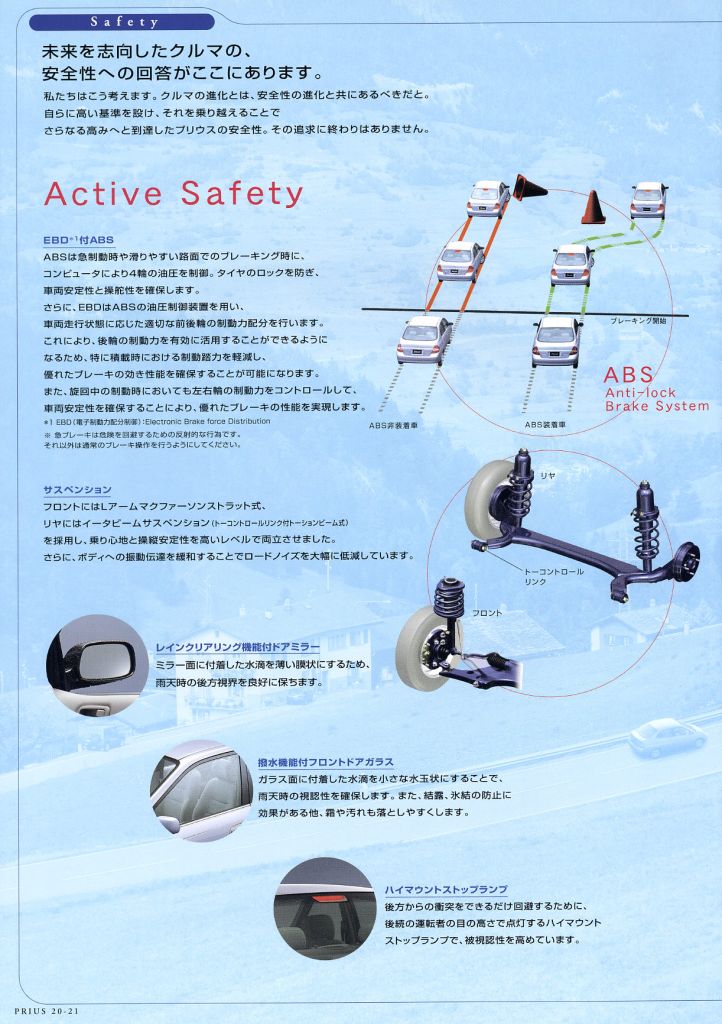 Safety
未来を志向したクルマの、
安全性への回答がここにあります。
私たちはこう考えます。クルマの進化とは、安全性の進化と共にあるべきだと。
自らに高い基準を設け、それを乗り越えることで
さらなる高みへと到達したプリウスの安全性。その追求に終わりはありません。
Active Safety
EBD*1付ABS
ABSは急制動時や滑りやすい路面でのブレーキング時に、
コンピュータにより4輪の油圧を制御。タイヤのロックを防ぎ、
車両安定性と操舵性を確保します。
さらに、EBDはABSの油圧制御装置を用い、
車両走行状態に応じた適切な前後輪の制動力配分を行います。
これにより、後輪の制動力を有効に活用することができるように
なるため、特に積載時における制動踏力を軽減し、
優れたブレーキの効き性能を確保することが可能になります。
また、旋回中の制動時においても左右輪の制動力をコントロールして、
車両安定性を確保することにより、優れたブレーキの性能を実現します。
*1 EBD(電子制動力配分制御):Electronic Brake force Distribution
※ 急ブレーキは危険を回避するための反射的な行為です。
それ以外は通常のブレーキ操作を行うようにしてください。
ブレーキング開始
ABS
Anti-lock
Brake System
ABS非装着車
ABS装着車
サスペンション
フロントにはLアームマクファーソンストラット式、
リヤにはイータビームサスペンション(トーコントロールリンク付トーションビーム式)
を採用し、乗り心地と操縦安定性を高いレベルで両立させました。
さらに、ボディへの振動伝達を緩和することでロードノイズを大幅に低減しています。
リヤ
トーコントロール
リンク
フロント
レインクリアリング機能付ドアミラー
ミラー面に付着した水滴を薄い膜状にするため、
雨天時の後方視界を良好に保ちます。
撥水機能付フロントドアガラス
ガラス面に付着した水滴を小さな水玉状にすることで、
雨天時の視認性を確保します。また、結露、氷結の防止に
効果がある他、霜や汚れも落としやすくします。
ハイマウントストップランプ
後方からの衝突をできるだけ回避するために、
後続の運転者の目の高さで点灯するハイマウント
ストップランプで、被視認性を高めています。
PRIUS 20-21